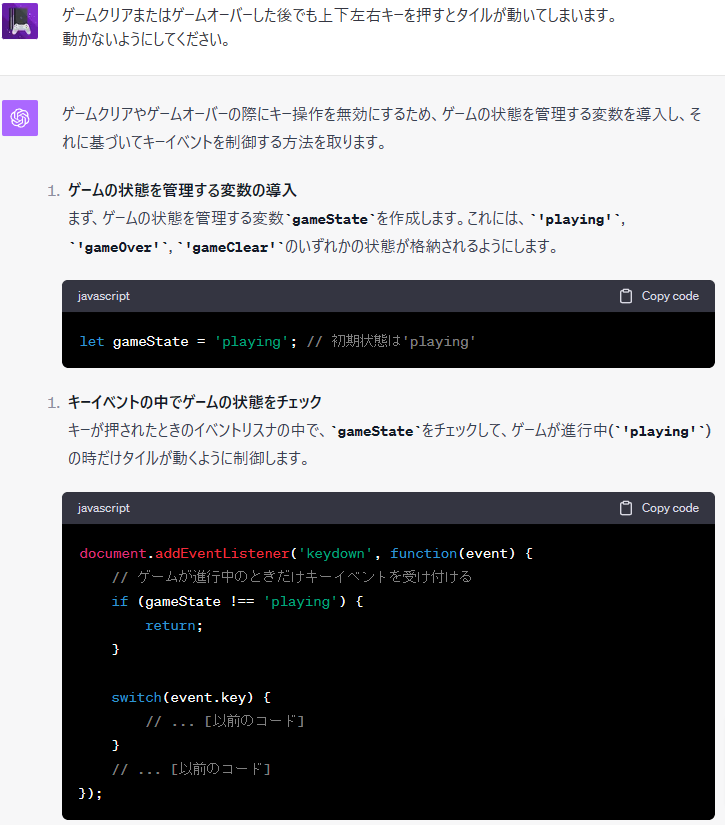 ゲームクリアまたはゲームオーバーした後でも上下左右キーを押すとタイルが動いてしまいます。
動かないようにしてください。
ゲームクリアやゲームオーバーの際にキー操作を無効にするため、ゲームの状態を管理する変数を導入し、そ
れに基づいてキーイベントを制御する方法を取ります。
1. ゲームの状態を管理する変数の導入
まず、ゲームの状態を管理する変数`gameState`を作成します。これには、`'playing'`,
`'gameOver'`,`'gameClear'`のいずれかの状態が格納されるようにします。
javascript Copy code
let gameState = 'playing'; // 初期状態は'playing'
1. キーイベントの中でゲームの状態をチェック
キーが押されたときのイベントリスナの中で、`gameState`をチェックして、ゲームが進行中(`'playing'`)
の時だけタイルが動くように制御します。
javascript Copy code
document.addEventListener('keydown', function(event) {
    // ゲームが進行中のときだけキーイベントを受け付ける
    if (gameState !== 'playing') {
        return;
    }
    switch(event.key) {
        // ... [以前のコード]
    }
    // ... [以前のコード]
});